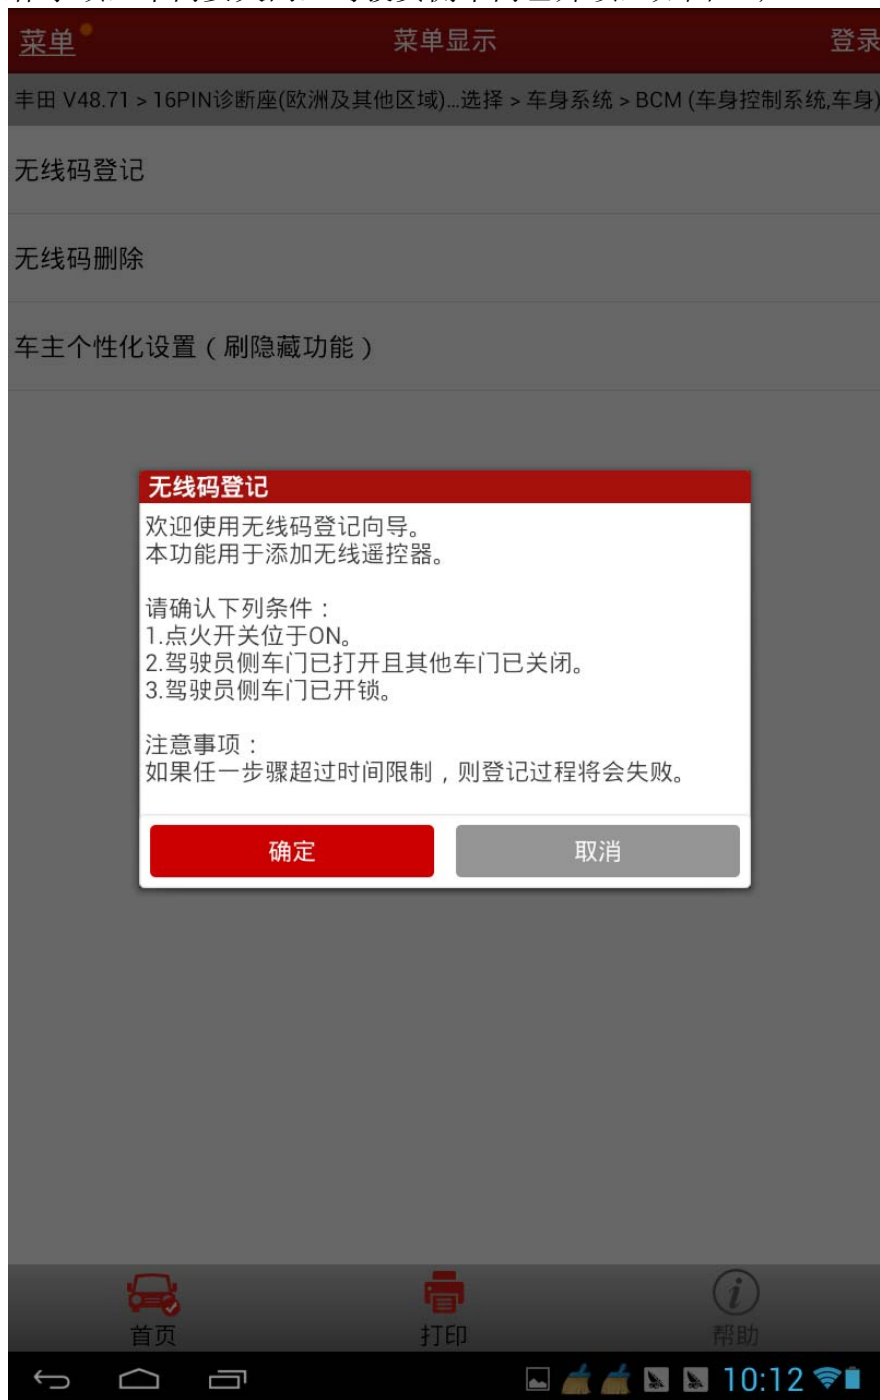 菜单
菜单显示
登录
丰田 V48.71 > 16PIN诊断座(欧洲及其他区域)...选择 > 车身系统 > BCM (车身控制系统,车身)
无线码登记
无线码删除
车主个性化设置（刷隐藏功能）
无线码登记
欢迎使用无线码登记向导。
本功能用于添加无线遥控器。
请确认下列条件：
1.点火开关位于ON。
2.驾驶员侧车门已打开且其他车门已关闭。
3.驾驶员侧车门已开锁。
注意事项：
如果任一步骤超过时间限制，则登记过程将会失败。
确定
取消
首页
打印
帮助
10:12